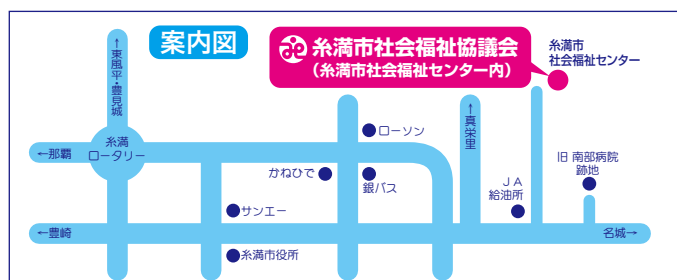 案内図
糸満市社会福祉協議会
（糸満市社会福祉センター内）
糸満市
社会福祉センター
←東風平・豊見城
糸満
ロータリー
←那覇
ローソン
←真栄里
かねひで
銀バス
旧 南部病院
跡地
ＪＡ
給油所
サンエー
←豊崎
名城→
糸満市役所